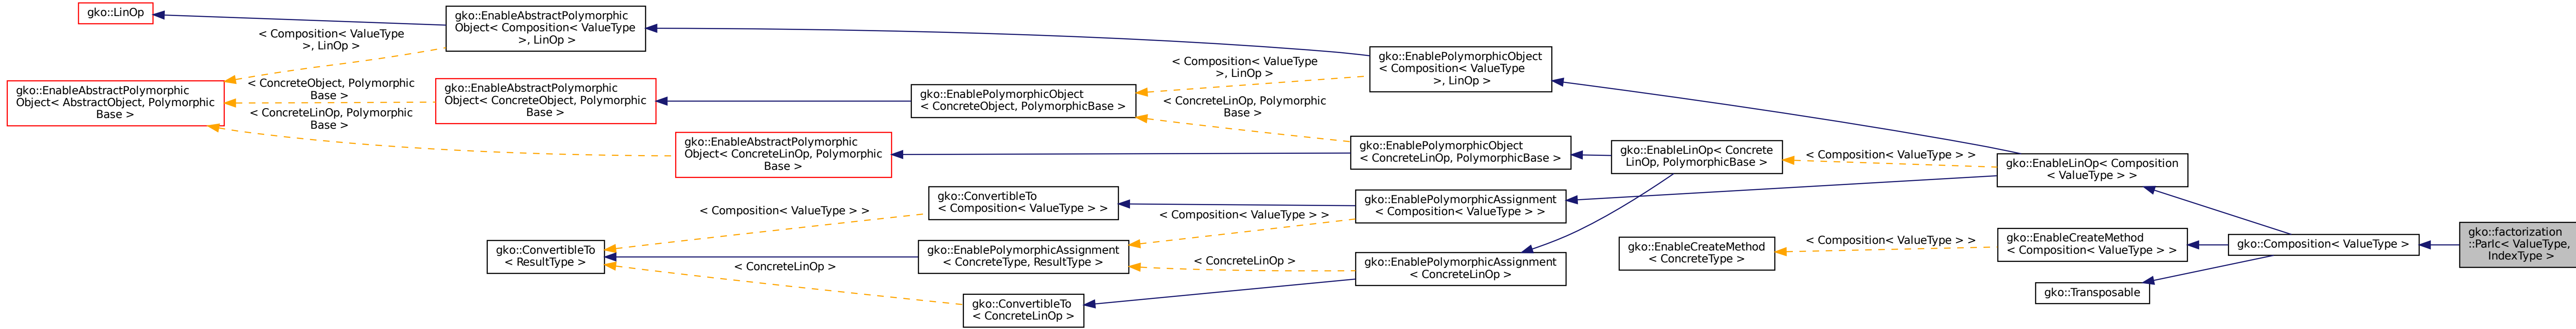 gko::LinOp
gko::EnableAbstractPolymorphic
Object< Composition< ValueType
>, LinOp >
< Composition< ValueType
>, LinOp >
gko::EnableAbstractPolymorphic
Object< AbstractObject, Polymorphic
Base >
< ConcreteObject, Polymorphic
Base >
< ConcreteLinOp, Polymorphic
Base >
gko::EnableAbstractPolymorphic
Object< ConcreteObject, Polymorphic
Base >
gko::EnableAbstractPolymorphic
Object< ConcreteLinOp, Polymorphic
Base >
gko::EnablePolymorphicObject
< ConcreteObject, PolymorphicBase >
< Composition< ValueType
>, LinOp >
< ConcreteLinOp, Polymorphic
Base >
gko::EnablePolymorphicObject
< Composition< ValueType
>, LinOp >
gko::EnablePolymorphicObject
< ConcreteLinOp, PolymorphicBase >
gko::EnableLinOp< Concrete
LinOp, PolymorphicBase >
< Composition< ValueType > >
gko::EnableLinOp< Composition
< ValueType > >
gko::ConvertibleTo
< ResultType >
< Composition< ValueType > >
gko::ConvertibleTo
< Composition< ValueType > >
gko::EnablePolymorphicAssignment
< ConcreteType, ResultType >
< ConcreteLinOp >
gko::ConvertibleTo
< ConcreteLinOp >
< Composition< ValueType > >
< ConcreteLinOp >
gko::EnablePolymorphicAssignment
< Composition< ValueType > >
gko::EnablePolymorphicAssignment
< ConcreteLinOp >
gko::EnableCreateMethod
< ConcreteType >
< Composition< ValueType > >
gko::EnableCreateMethod
< Composition< ValueType > >
gko::Transposable
gko::Composition< ValueType >
gko::factorization
::ParIc< ValueType,
IndexType >